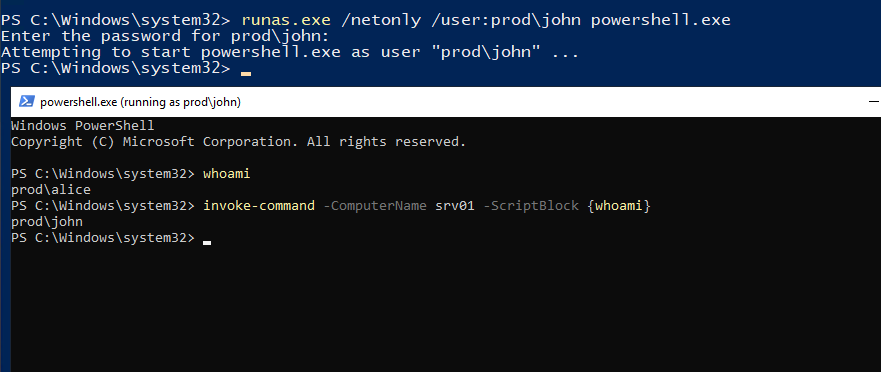 PS C:\Windows\system32> runas.exe /netonly /user:prod\john powershell.exe
Enter the password for prod\john:
Attempting to start powershell.exe as user "prod\john" ...
PS C:\Windows\system32>
powershell.exe (running as prod\john)
Windows PowerShell
Copyright (C) Microsoft Corporation. All rights reserved.
PS C:\Windows\system32> whoami
prod\alice
PS C:\Windows\system32> invoke-command -ComputerName srv01 -ScriptBlock {whoami}
prod\john
PS C:\Windows\system32>